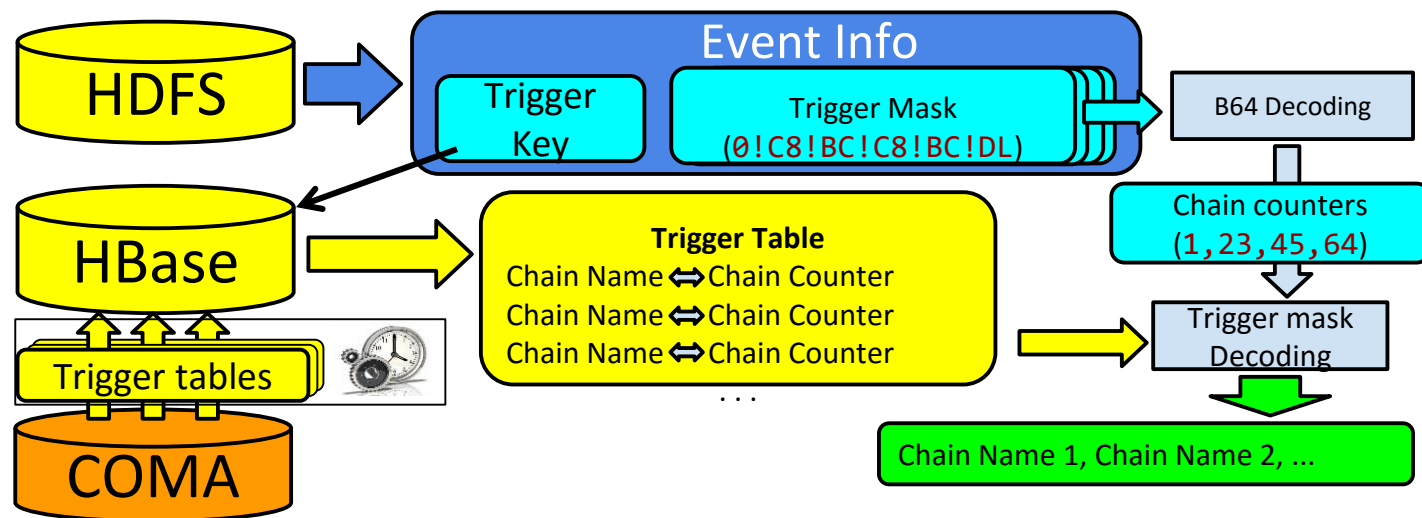 HDFS
Event Info
Trigger
Key
Trigger Mask
(0!C8!BC!C8!BC!DL)
B64 Decoding
Chain counters
(1,23,45,64)
HBase
Trigger Table
Chain Name ⇔ Chain Counter
Chain Name ⇔ Chain Counter
Chain Name ⇔ Chain Counter
...
Trigger mask
Decoding
Trigger tables
COMA
Chain Name 1, Chain Name 2, ...